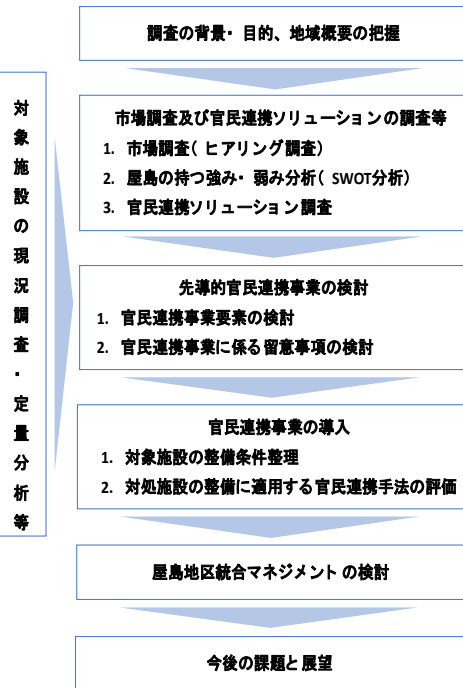 調査の背景・目的、地域概要の把握
対象施設の現況調査・定量分析等
市場調査及び官民連携ソリューションの調査等
1. 市場調査(ヒアリング調査)
2. 屋島の持つ強み・弱み分析(SWOT分析)
3. 官民連携ソリューション調査
先導的官民連携事業の検討
1. 官民連携事業要素の検討
2. 官民連携事業に係る留意事項の検討
官民連携事業の導入
1. 対象施設の整備条件整理
2. 対処施設の整備に適用する官民連携手法の評価
屋島地区統合マネジメントの検討
今後の課題と展望